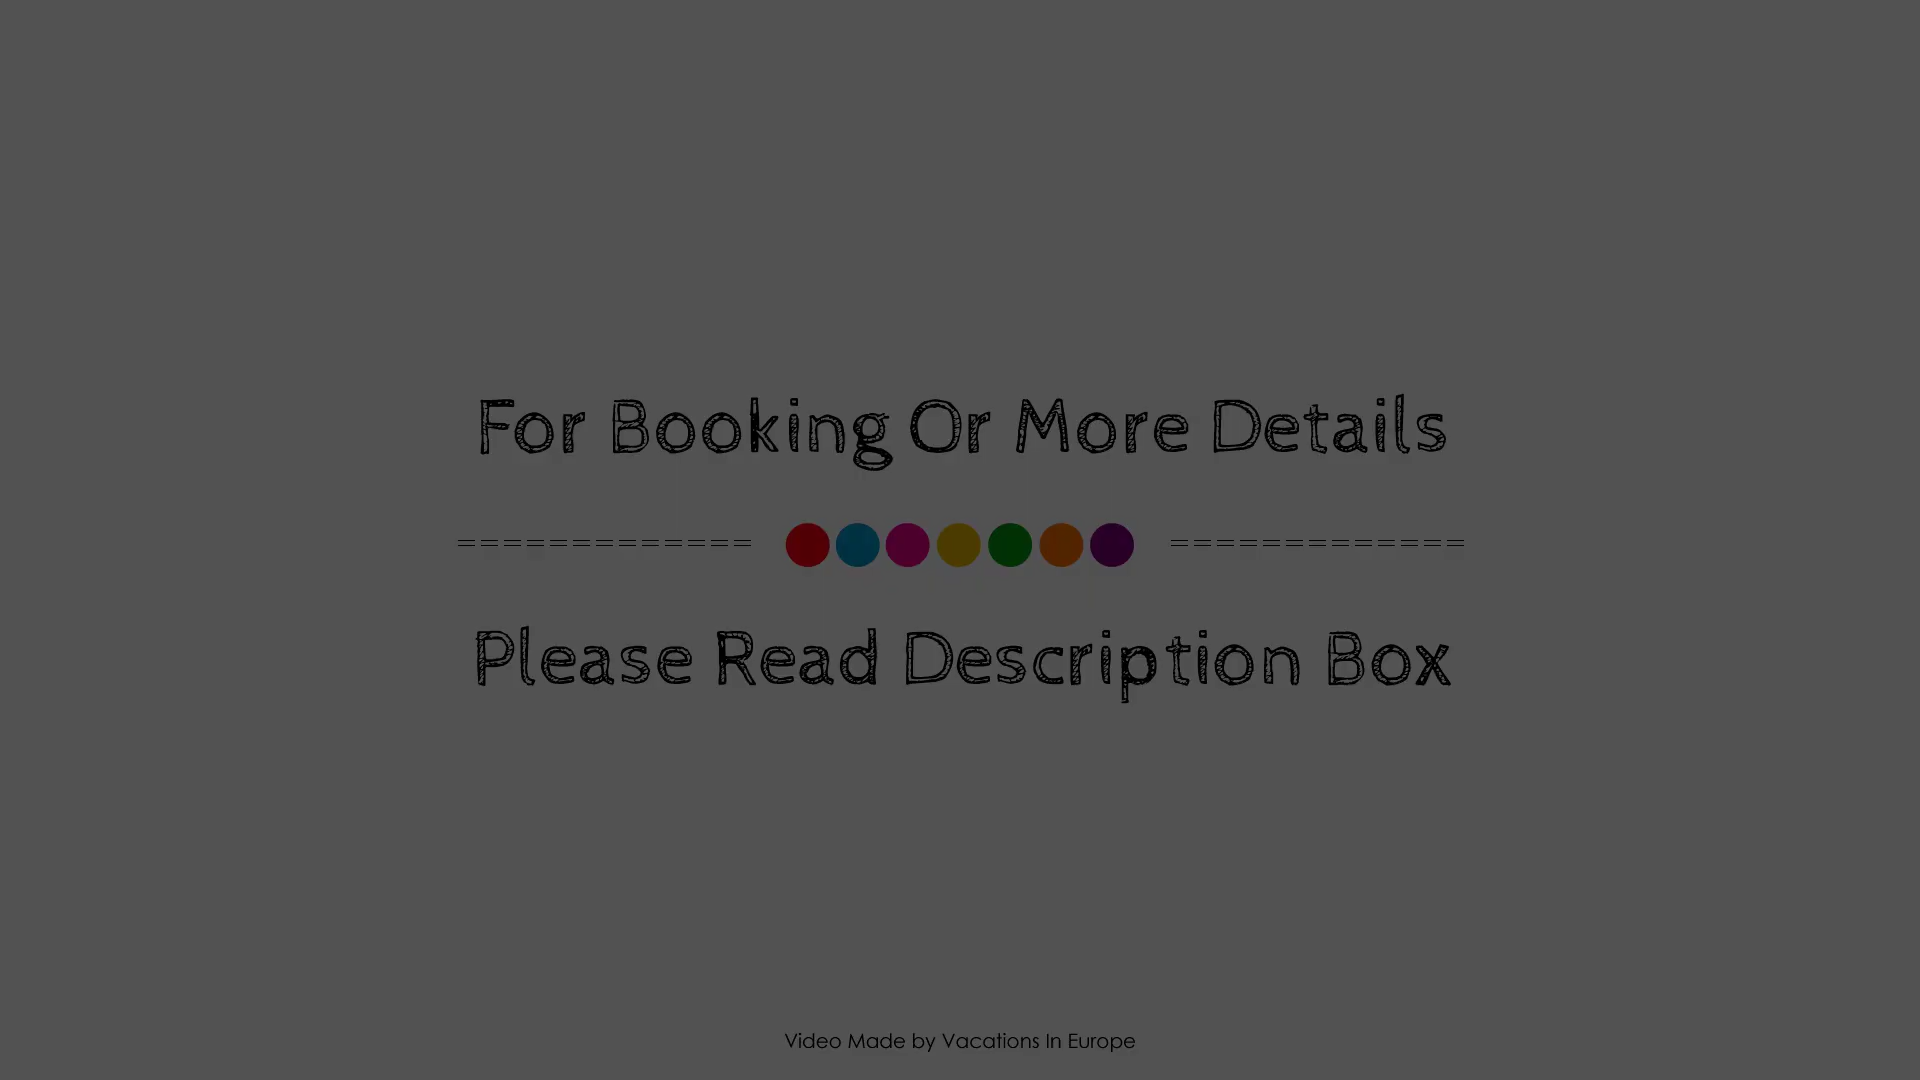 For Booking Or More Details
============= =============
Please Read Description Box
Video Made by Vacations In Europe